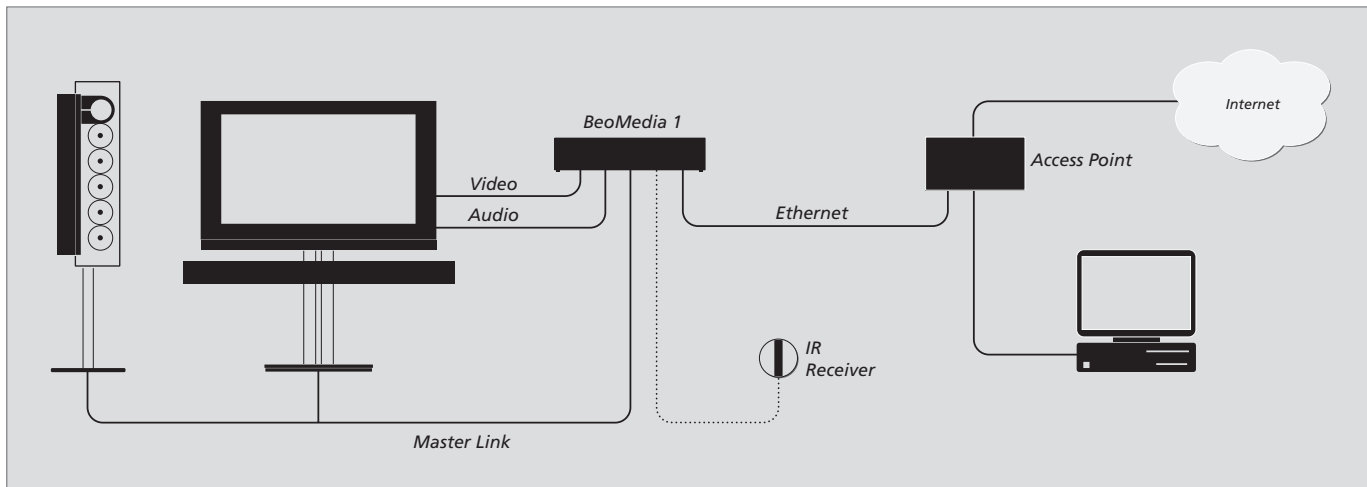 BeoMedia 1
Internet
Access Point
Video
Audio
Ethernet
IR
Receiver
Master Link